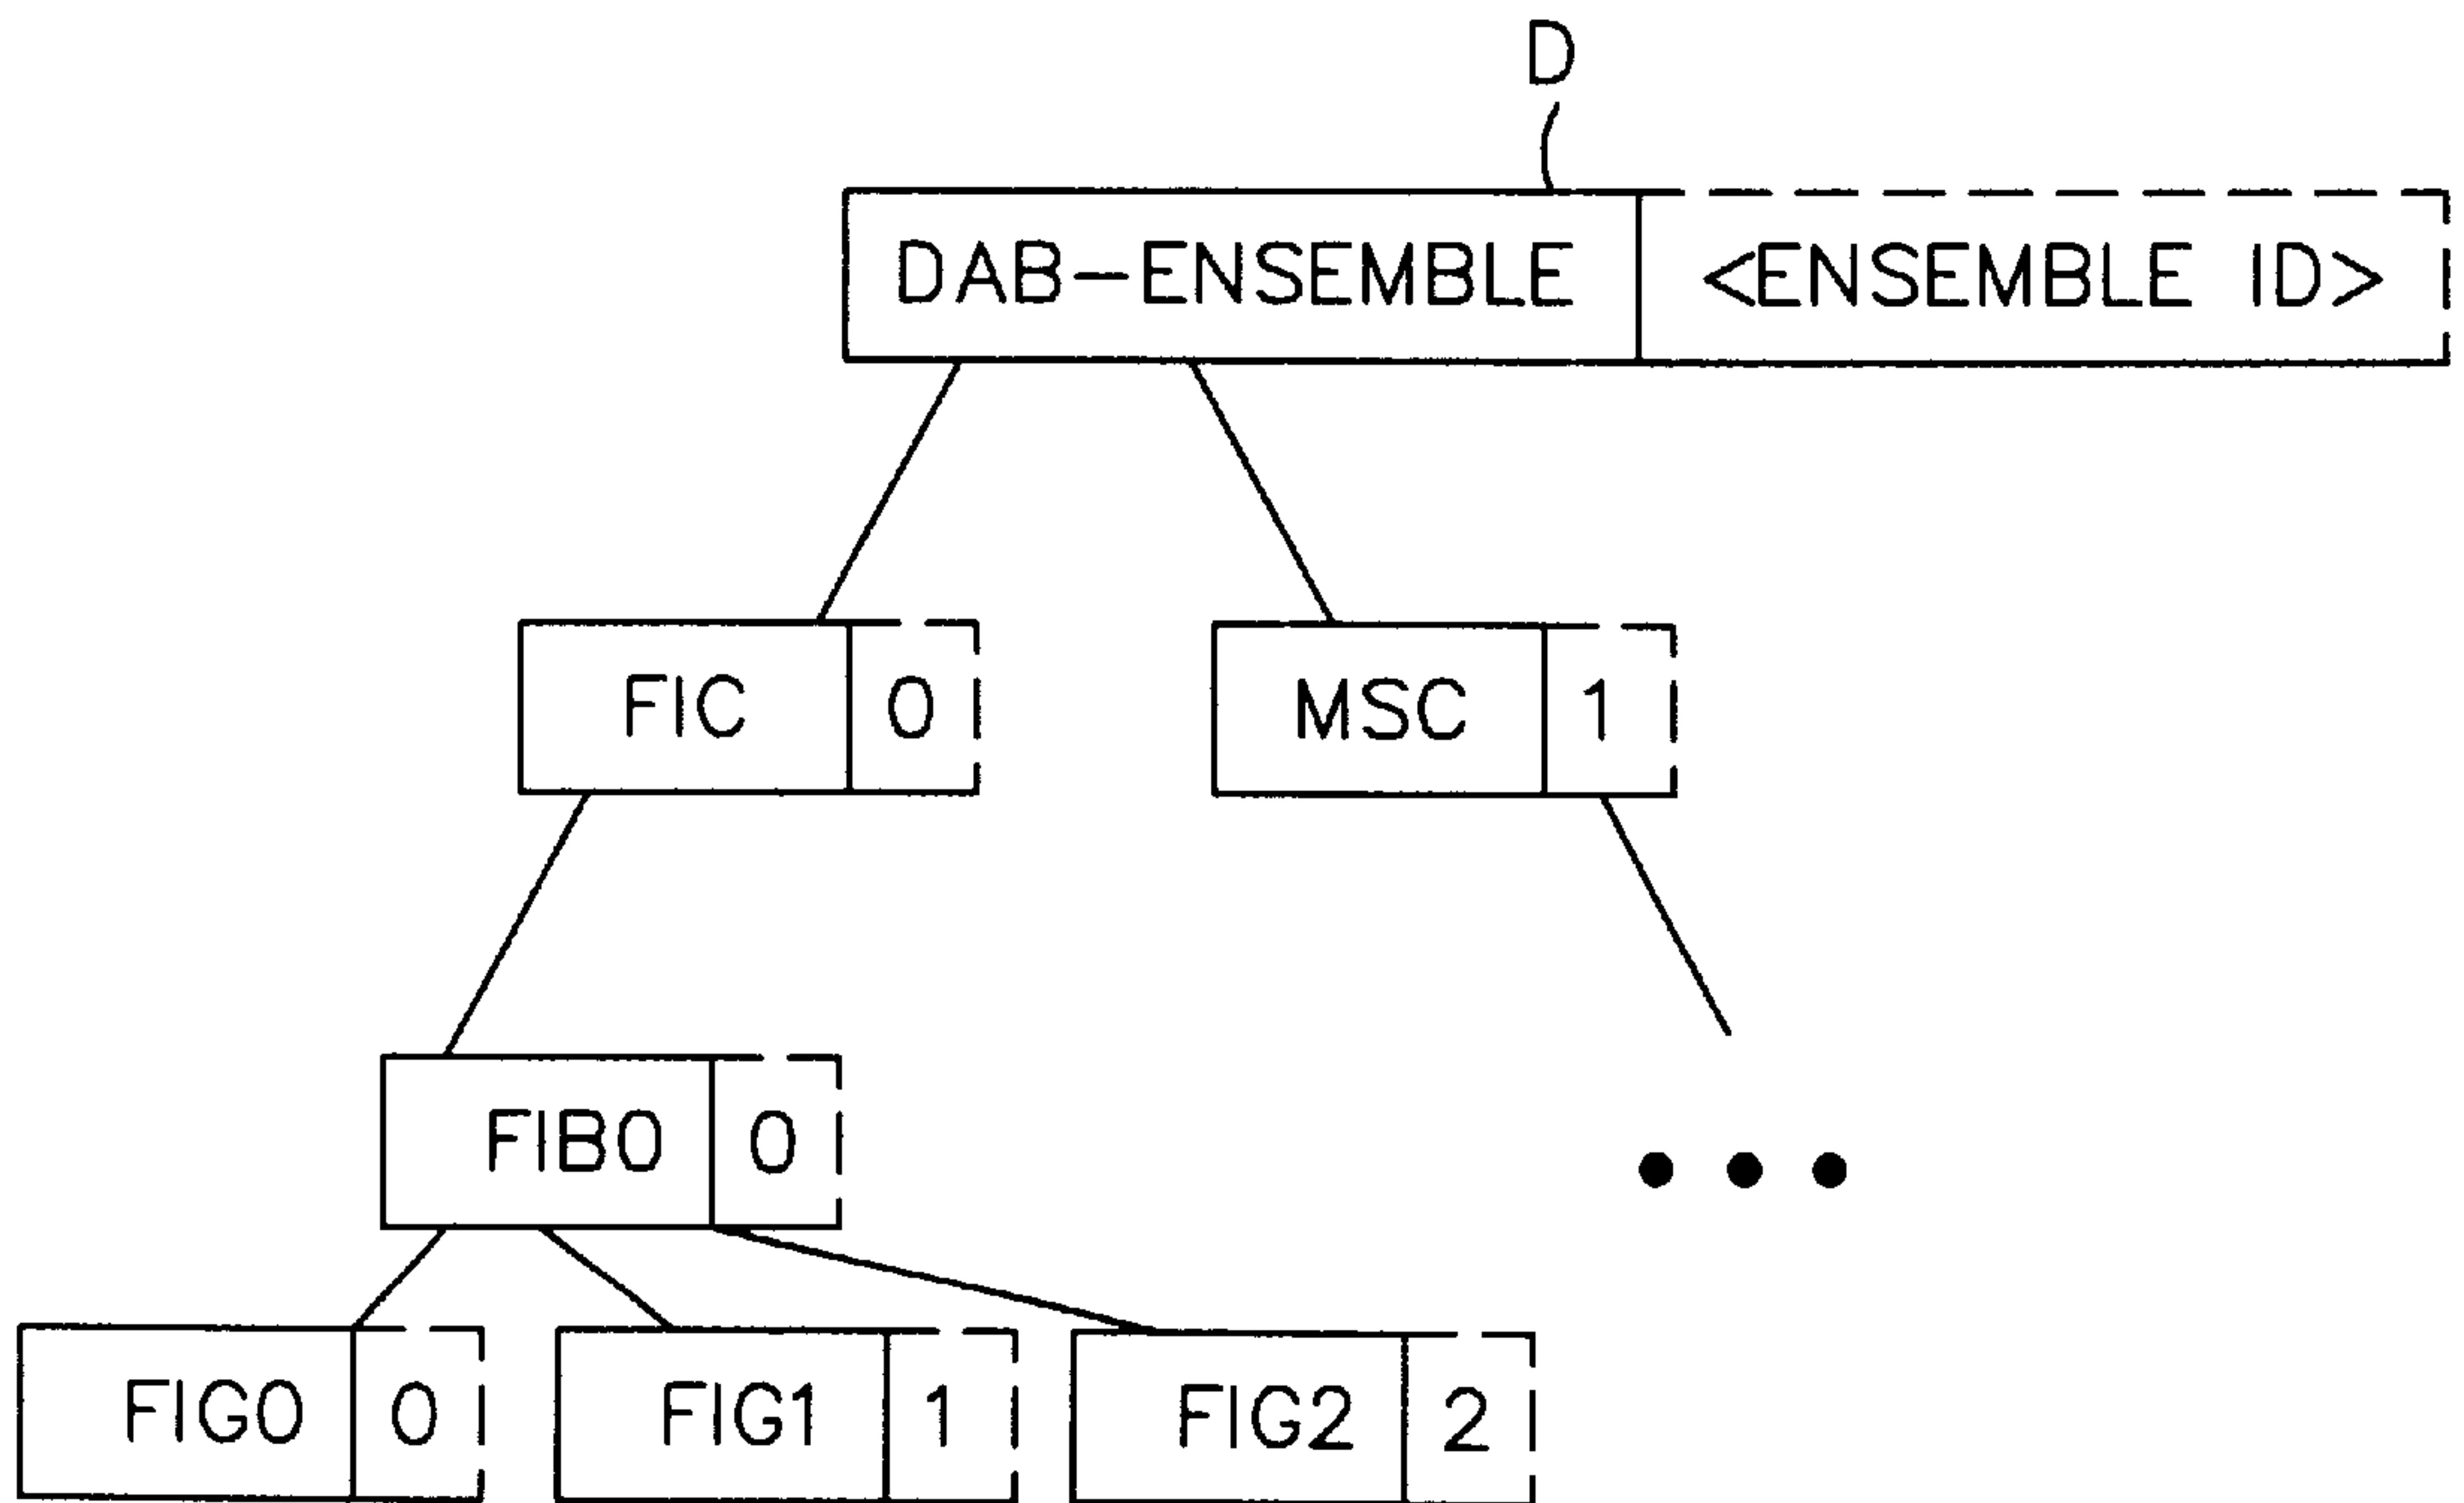 D
DAB-ENSEMBLE <ENSEMBLE ID>
FIC 0 MSC 1
FIB0 0
FIG0 0 FIG1 1 FIG2 2